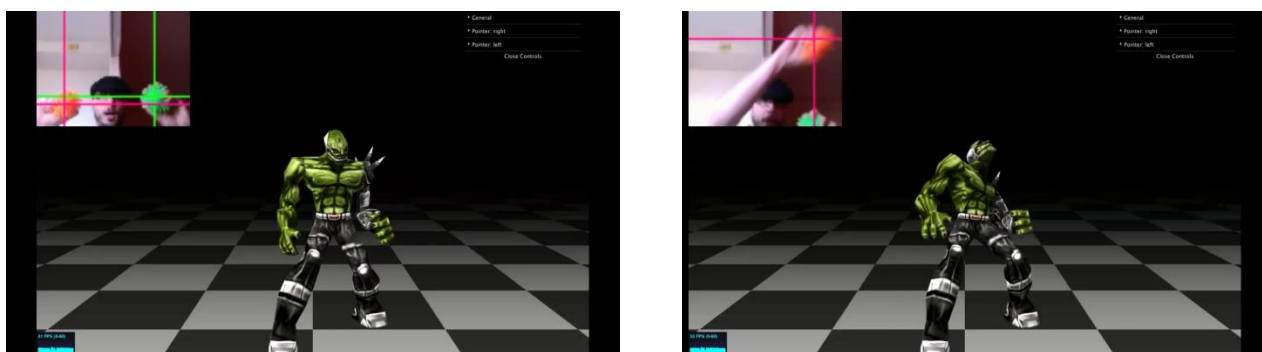 General
Pointer: right
Pointer: left
Close Controls
General
Pointer: right
Pointer: left
Close Controls